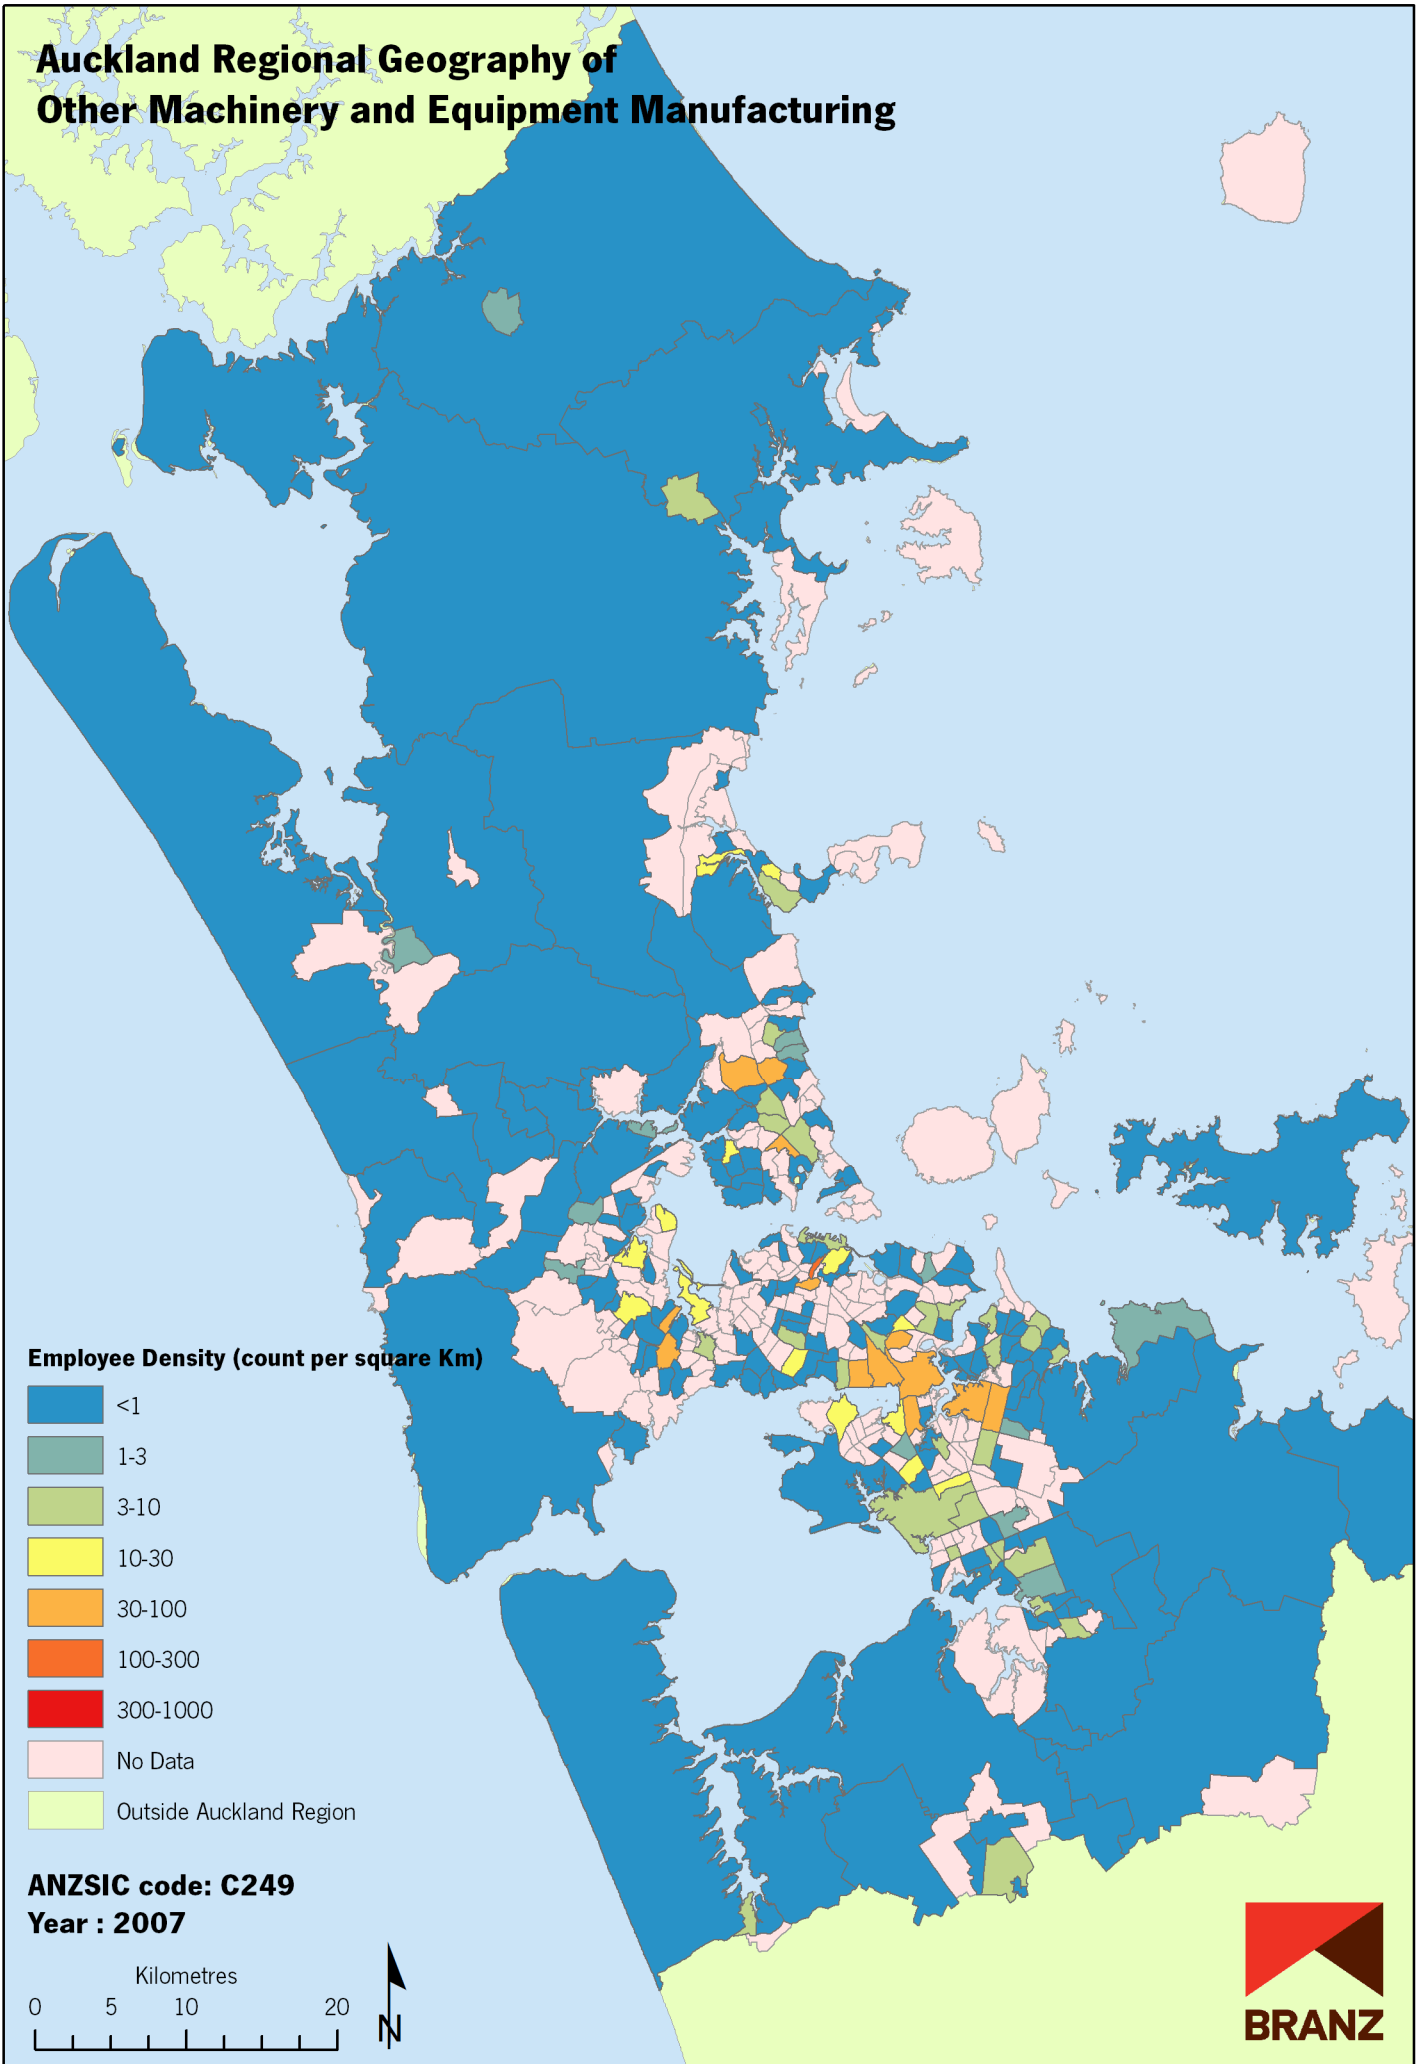 Auckland Regional Geography of
Other Machinery and Equipment Manufacturing
Employee Density (count per square Km)
<1
1-3
3-10
10-30
30-100
100-300
300-1000
No Data
Outside Auckland Region
ANZSIC code: C249
Year : 2007
Kilometres
0 5 10 20
N
BRANZ